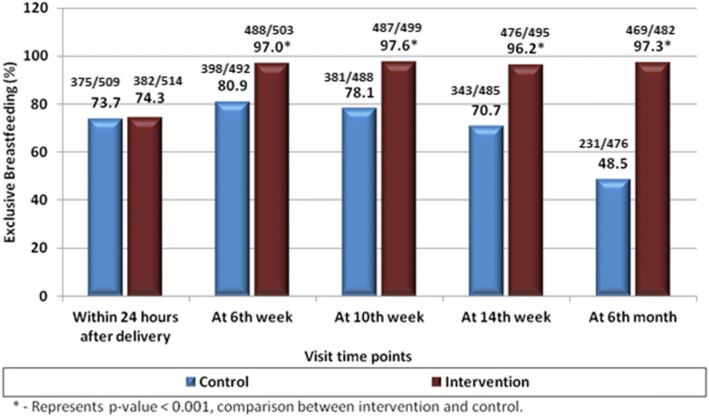 120
488/503
487/499
476/495
469/482
97.0*
97.6*
96.2*
97.3*
100
375/509
382/514
398/492
381/488
343/485
73.7
74.3
80.9
78.1
70.7
80
231/476
48.5
60
40
20
0
Exclusive Breastfeeding (%)
Within 24 hours
after delivery
At 6th week
At 10th week
At 14th week
At 6th month
Visit time points
Control
Intervention
* - Represents p-value < 0.001, comparison between intervention and control.